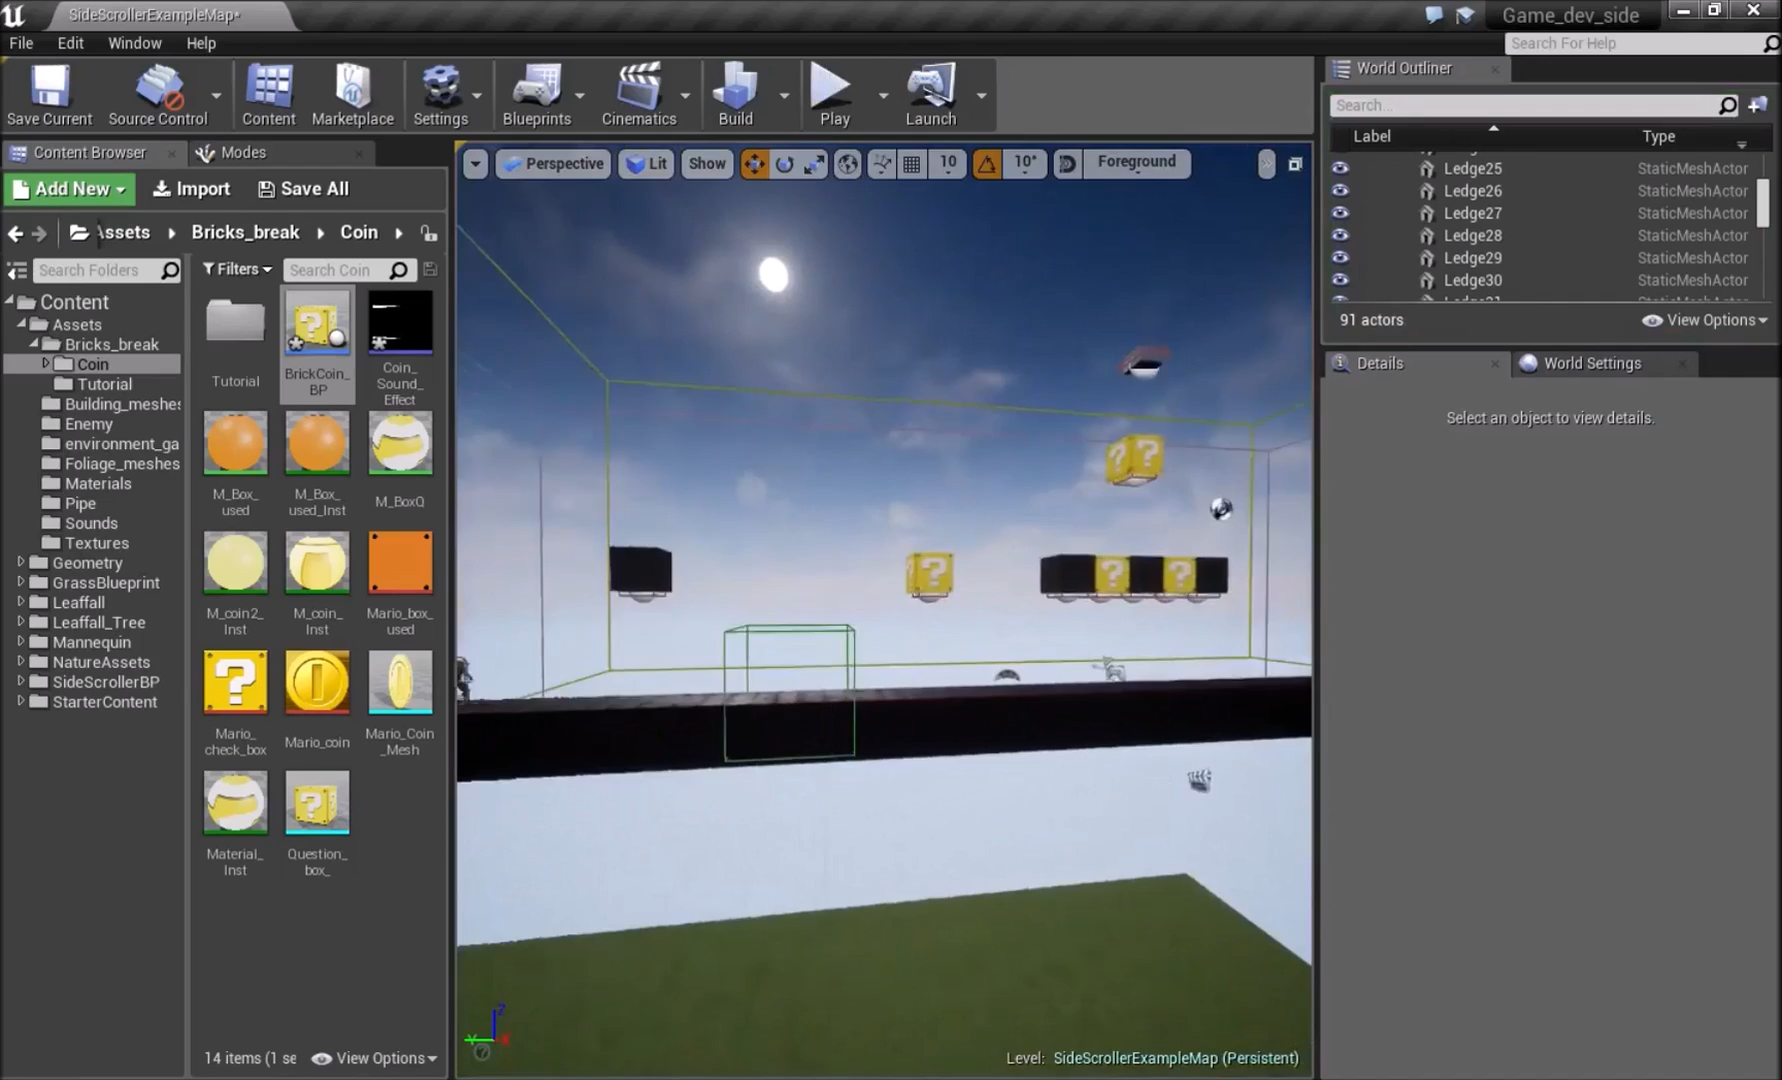 SideScrollerExampleMap*
Game_dev_side
File Edit Window Help
Search For Help
Save Current
Source Control
Content
Marketplace
Settings
Blueprints
Cinematics
Build
Play
Launch
World Outliner
Search...
Label Type
Ledge25 StaticMeshActor
Ledge26 StaticMeshActor
Ledge27 StaticMeshActor
Ledge28 StaticMeshActor
Ledge29 StaticMeshActor
Ledge30 StaticMeshActor
91 actors
View Options
Details
World Settings
Select an object to view details.
Content Browser
Modes
Add New
Import
Save All
Assets Bricks_break Coin
Search Folders
Filters
Search Coin
Content
Assets
Bricks_break
Coin
Tutorial
Building_meshes
Enemy
environment_ga
Foliage_meshes
Materials
Pipe
Sounds
Textures
Geometry
GrassBlueprint
Leaffall
Leaffall_Tree
Mannequin
NatureAssets
SideScrollerBP
StarterContent
Tutorial
BrickCoin_
BP
Coin_
Sound_
Effect
M_Box_
used
M_Box_
used_Inst
M_BoxQ
M_coin2_
Inst
M_coin_
Inst
Mario_box_
used
Mario_
check_box
Mario_coin
Mario_Coin
_Mesh
Material_
Inst
Question_
box_
14 items (1 se
View Options
Perspective
Lit
Show
10
10°
Foreground
Level: SideScrollerExampleMap (Persistent)